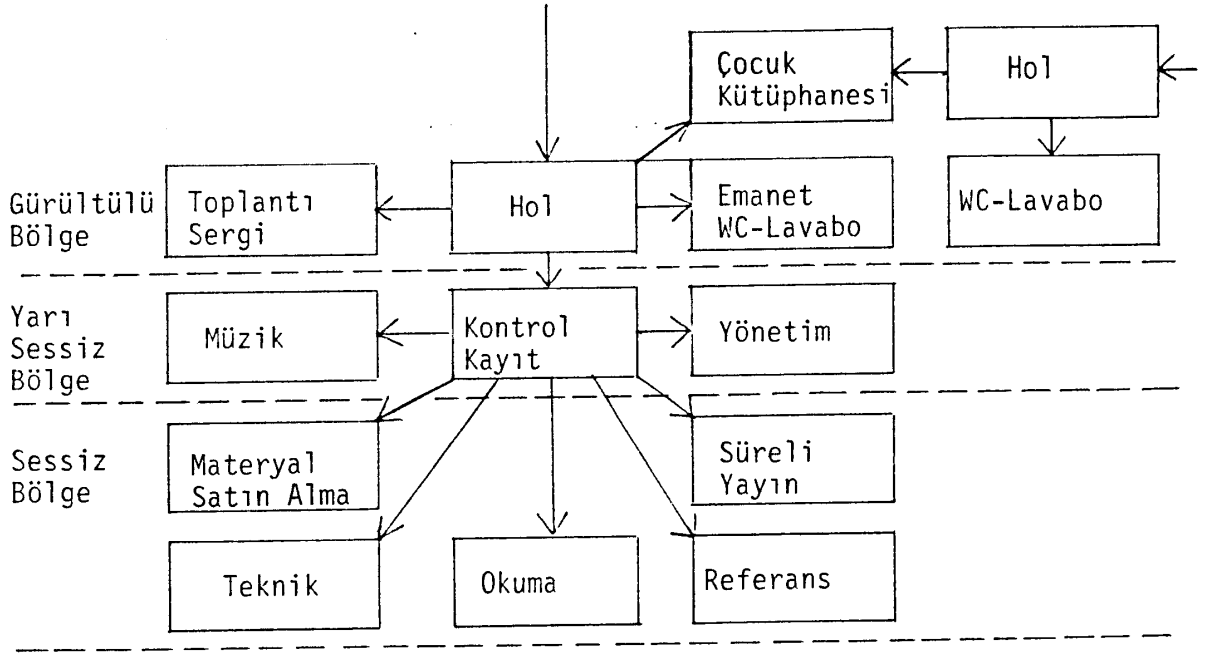 Çocuk
Kütüphanesi
Hol
Gürültülü
Bölge
Toplantı
Sergi
Hol
Emanet
WC-Lavabo
WC-Lavabo
Yarı
Sessiz
Bölge
Müzik
Kontrol
Kayıt
Yönetim
Sessiz
Bölge
Materyal
Satın Alma
Süreli
Yayın
Teknik
Okuma
Referans